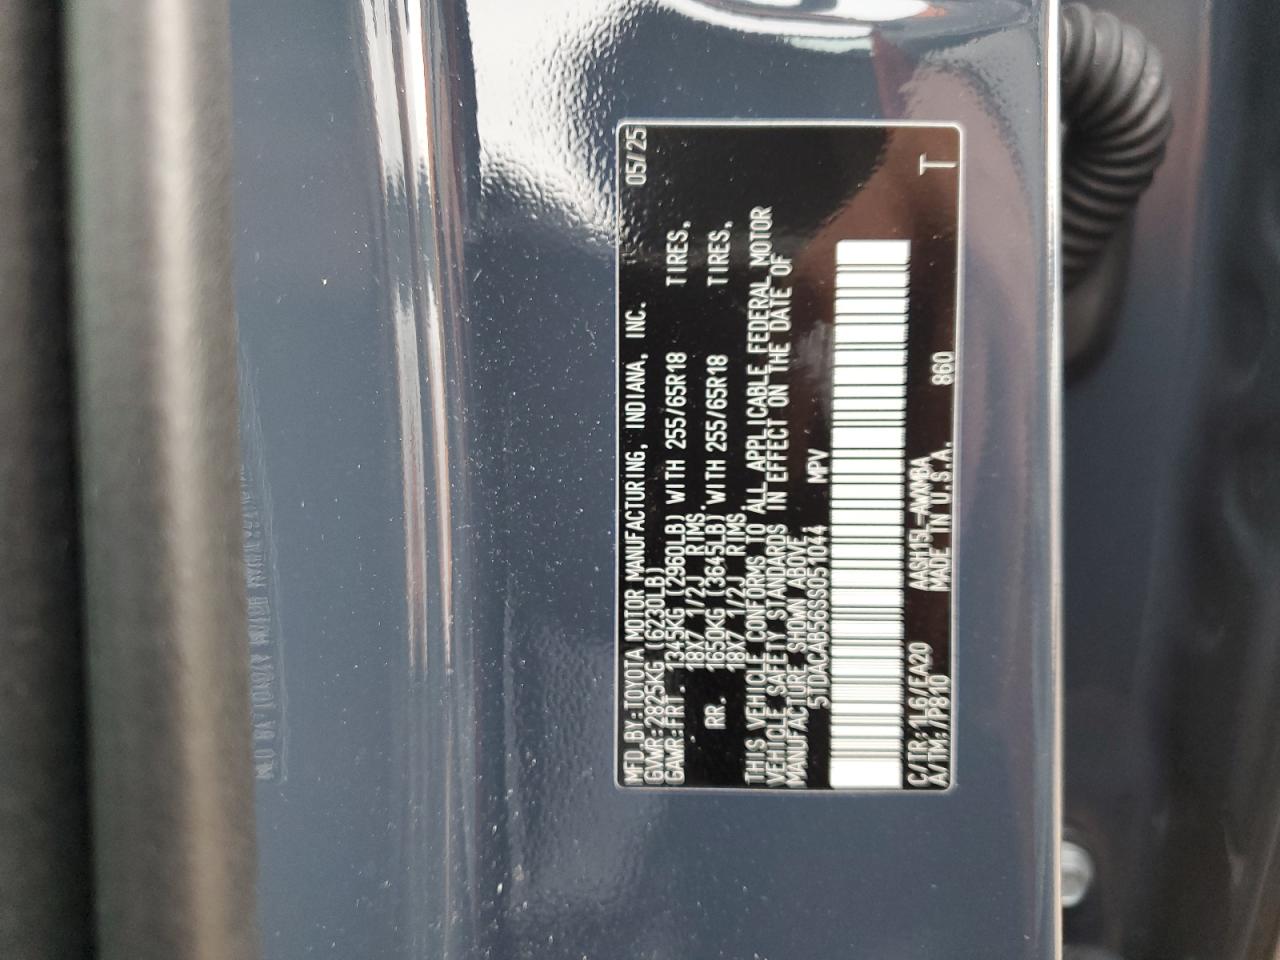 MFD.BY:TOYOTA MOTOR MANUFACTURING, INDIANA, INC. 05/25
GVWR:2825KG (6230LB)
GAWR:FRT. 1345KG (2960LB) WITH 255/65R18 TIRES,
18X7 1/2J RIMS,
RR. 1650KG (3645LB) WITH 255/65R18 TIRES,
18X7 1/2J RIMS
THIS VEHICLE CONFORMS TO ALL APPLICABLE FEDERAL MOTOR
VEHICLE SAFETY STANDARDS IN EFFECT ON THE DATE OF
MANUFACTURE SHOWN ABOVE.
5TDACAB56SS051044 MPV
C/TR:1L6/EA20 AASH15L-AWXMBA
A/TM:-/P810 MADE IN U.S.A. 860
T